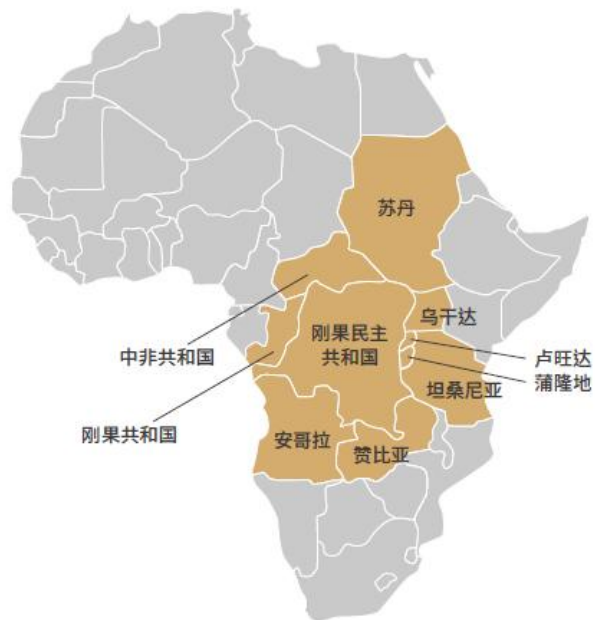 苏丹
乌干达
刚果民主
共和国
中非共和国
卢旺达
蒲隆地
坦桑尼亚
刚果共和国
安哥拉
赞比亚